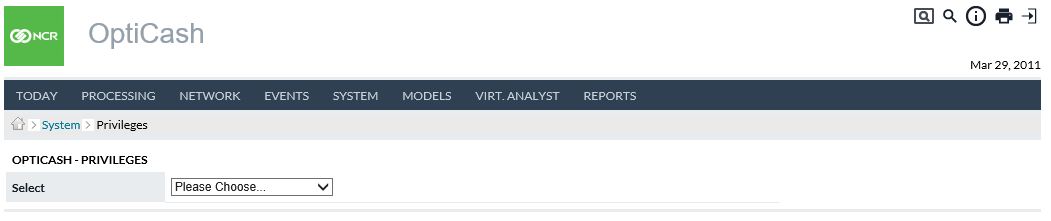 NCR
OptiCash
Mar 29, 2011
TODAY PROCESSING NETWORK EVENTS SYSTEM MODELS VIRT. ANALYST REPORTS
System Privileges
OPTICASH - PRIVILEGES
Select Please Choose...